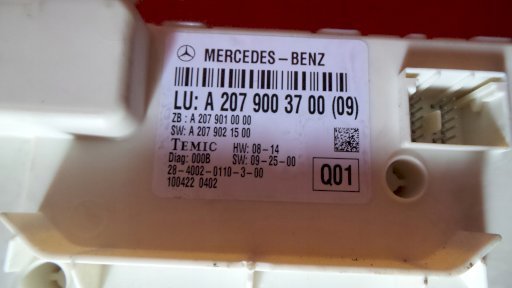 MERCEDES-BENZ
LU: A 207 900 37 00 (09)
ZB : A 207 901 00 00
SW: A 207 902 15 00
TEMIC HW: 08-14
Diag: 000B SW: 09-25-00
28-4002-0110-3-00
100422 0402
Q01